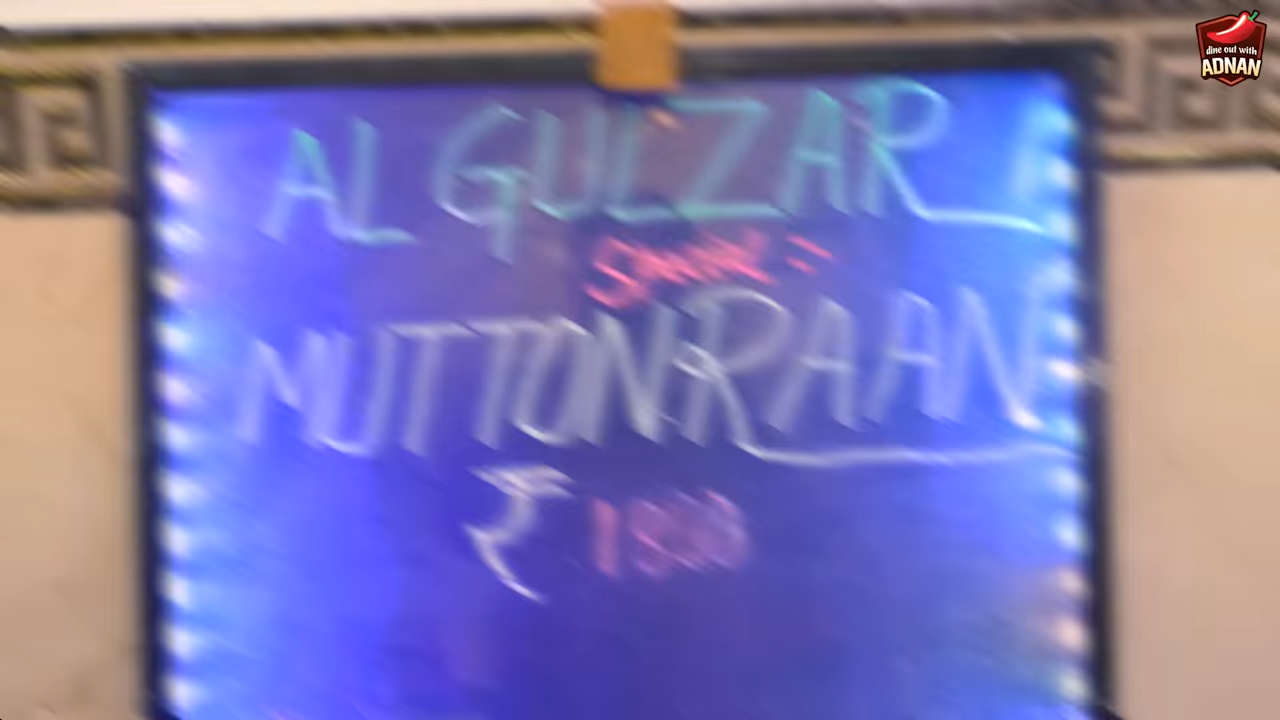 AL GULZAR
MUTTON RAAN
₹
dine out with
ADNAN